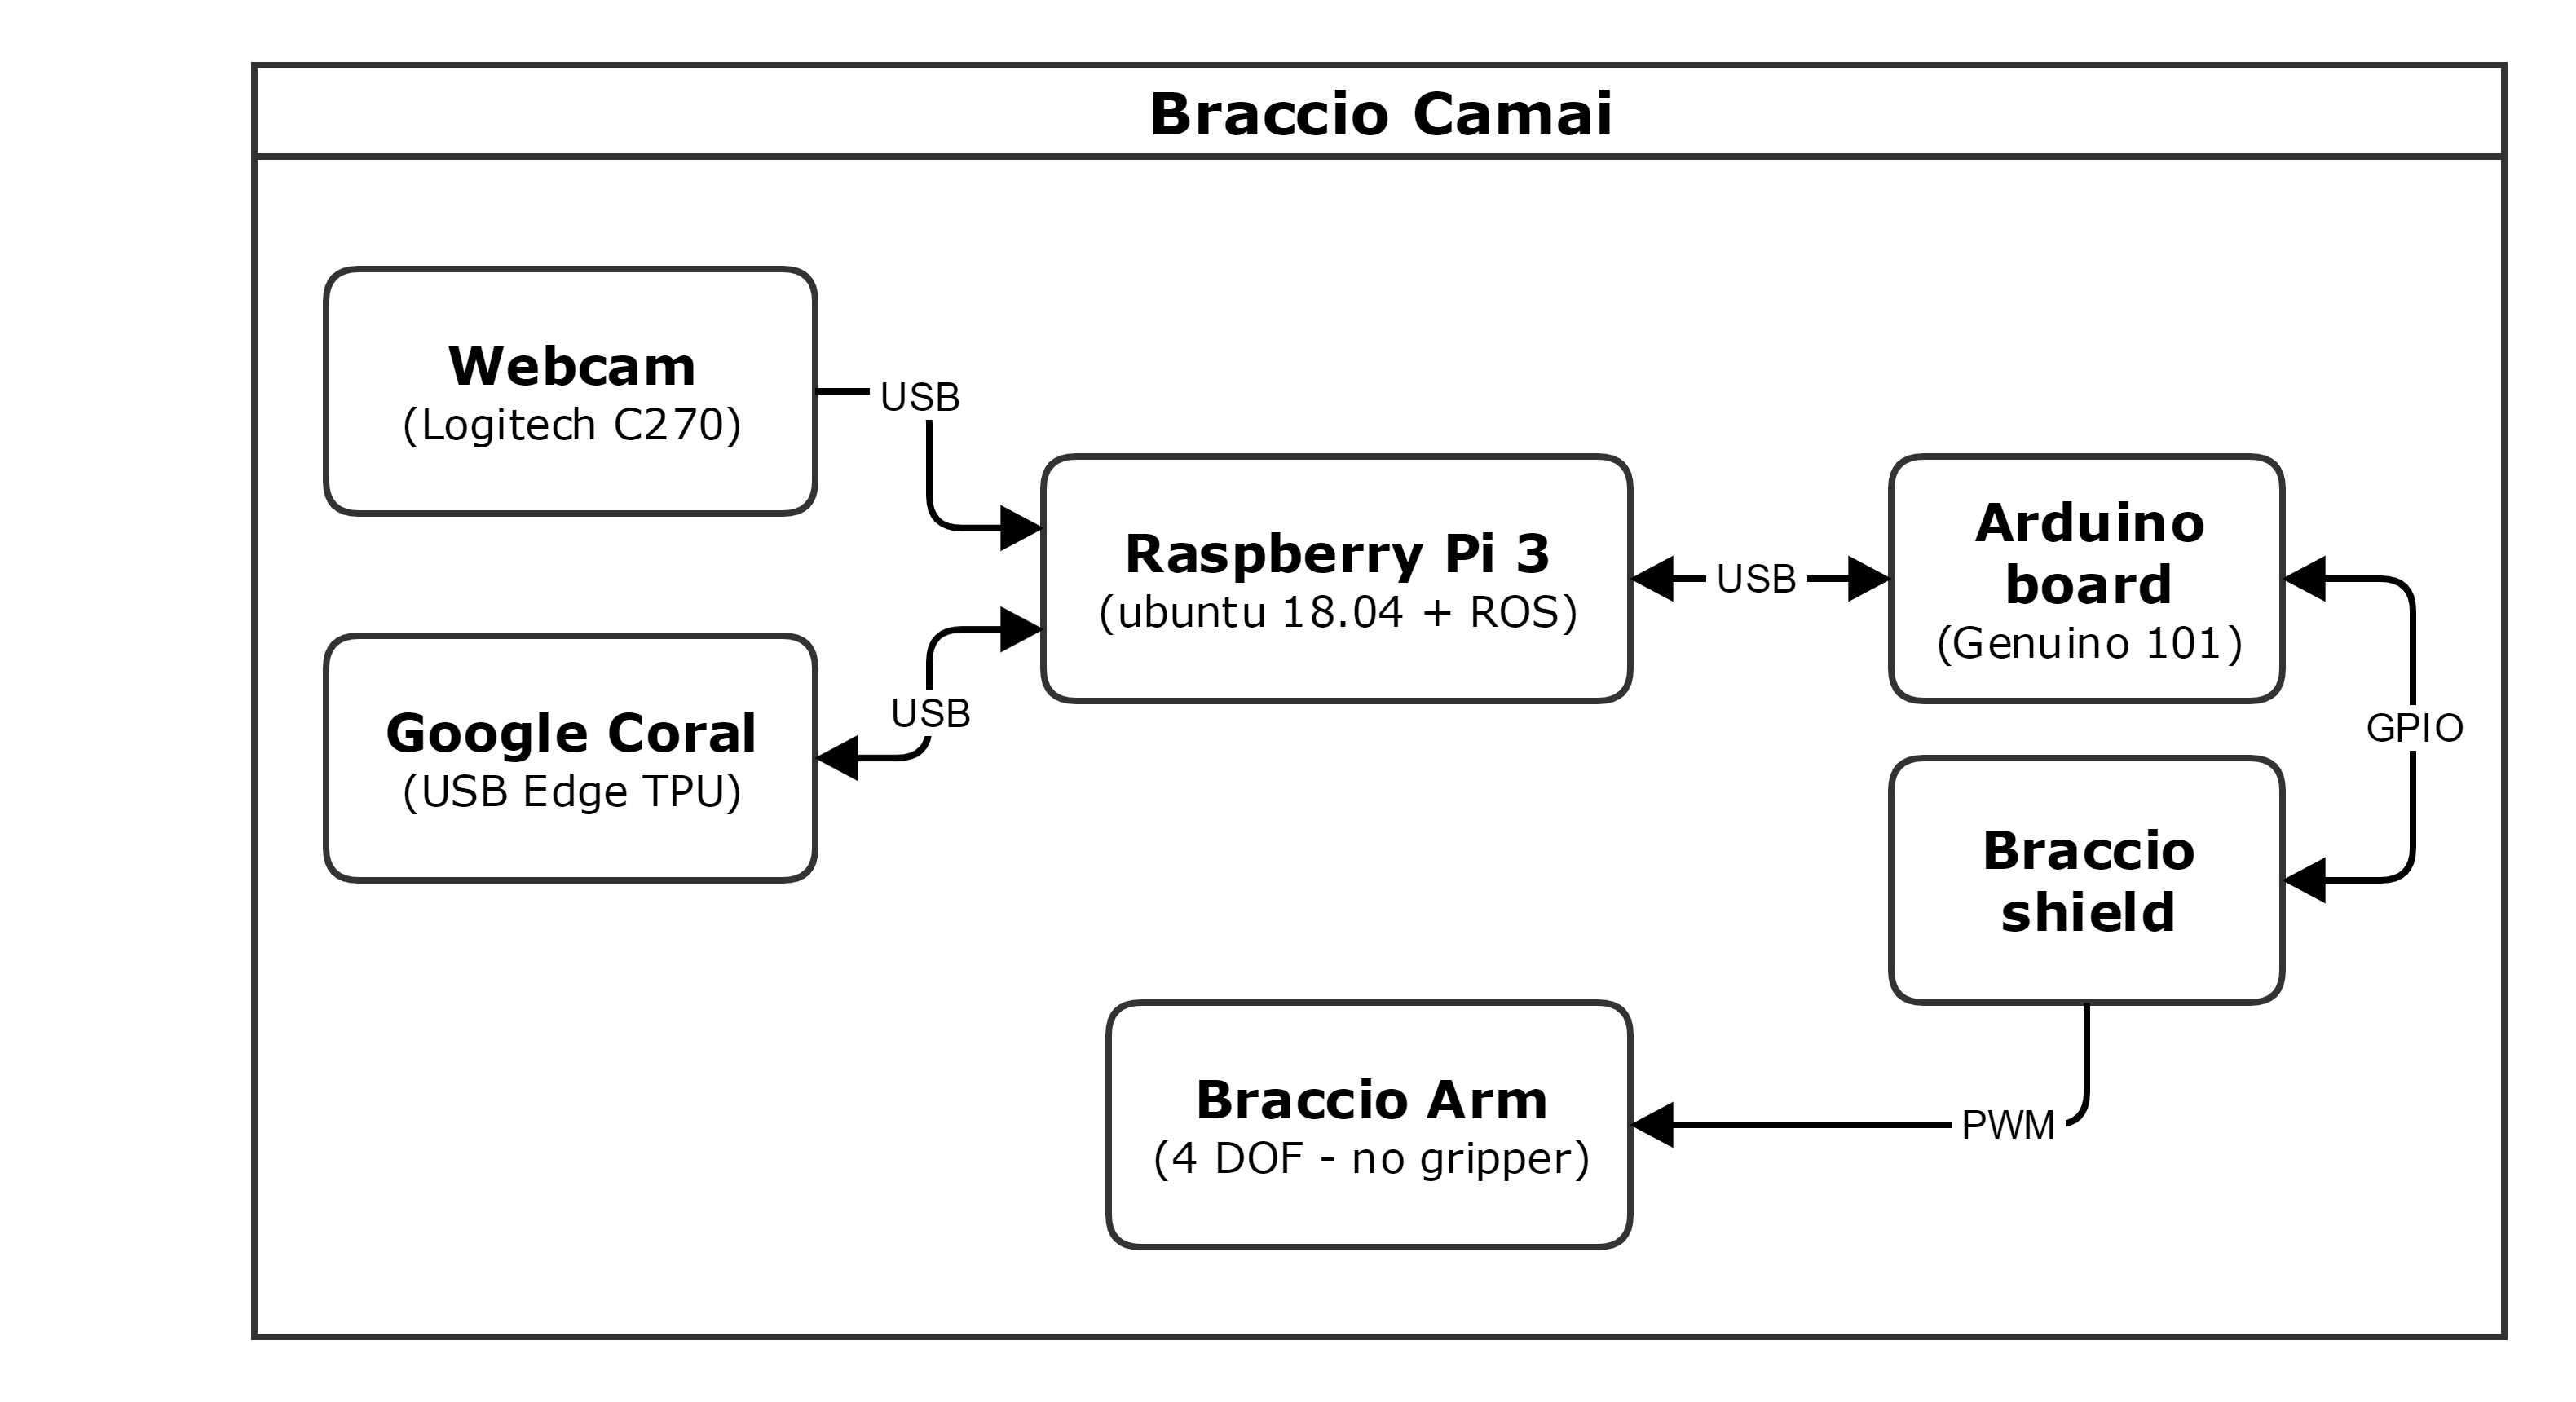 Braccio Camai
Webcam
(Logitech C270)
USB
Google Coral
(USB Edge TPU)
USB
Raspberry Pi 3
(ubuntu 18.04 + ROS)
USB
Arduino
board
(Genuino 101)
GPIO
Braccio
shield
PWM
Braccio Arm
(4 DOF - no gripper)